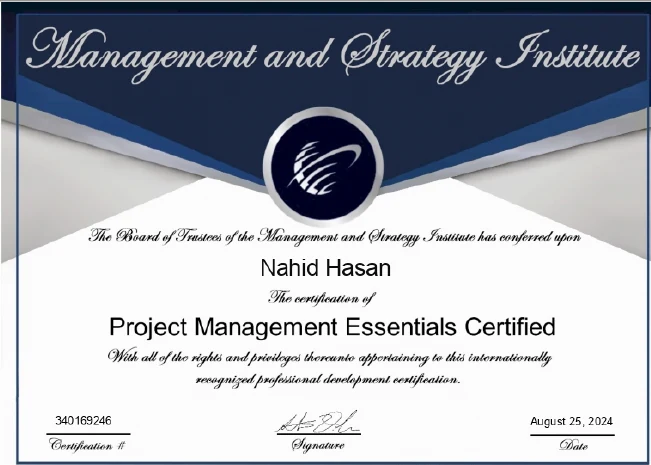 Management and Strategy Institute
The Board of Trustees of the Management and Strategy Institute has conferred upon
Nahid Hasan
The certification of
Project Management Essentials Certified
With all of the rights and privileges thereunto appertaining to this internationally
recognized professional development certification.
340169246
August 25, 2024
Certification #
Signature
Date